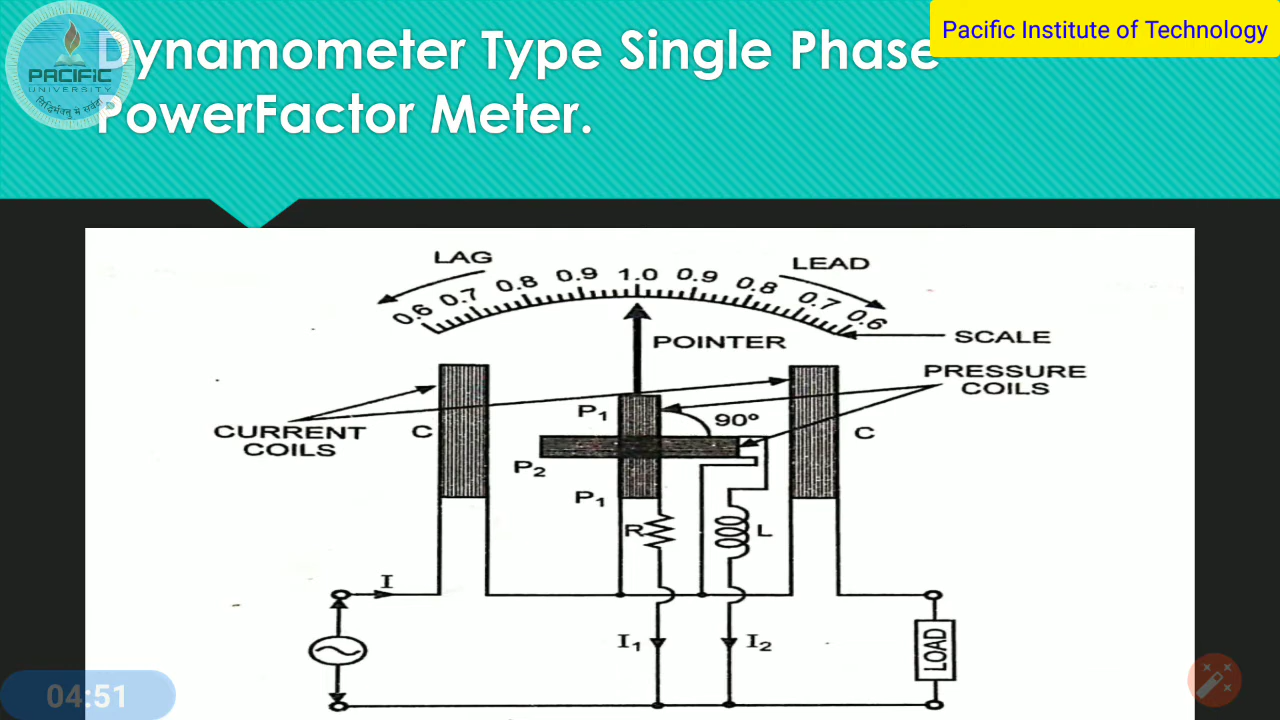 Pacific Institute of Technology
Dynamometer Type Single Phase
PowerFactor Meter.
PACIFIC
UNIVERSITY
LAG
LEAD
0.6 0.7 0.8 0.9 1.0 0.9 0.8 0.7 0.6
SCALE
POINTER
PRESSURE
COILS
CURRENT
COILS
C
P₁
90°
C
P₂
P₁
R
L
I
I₁
I₂
LOAD
04:51